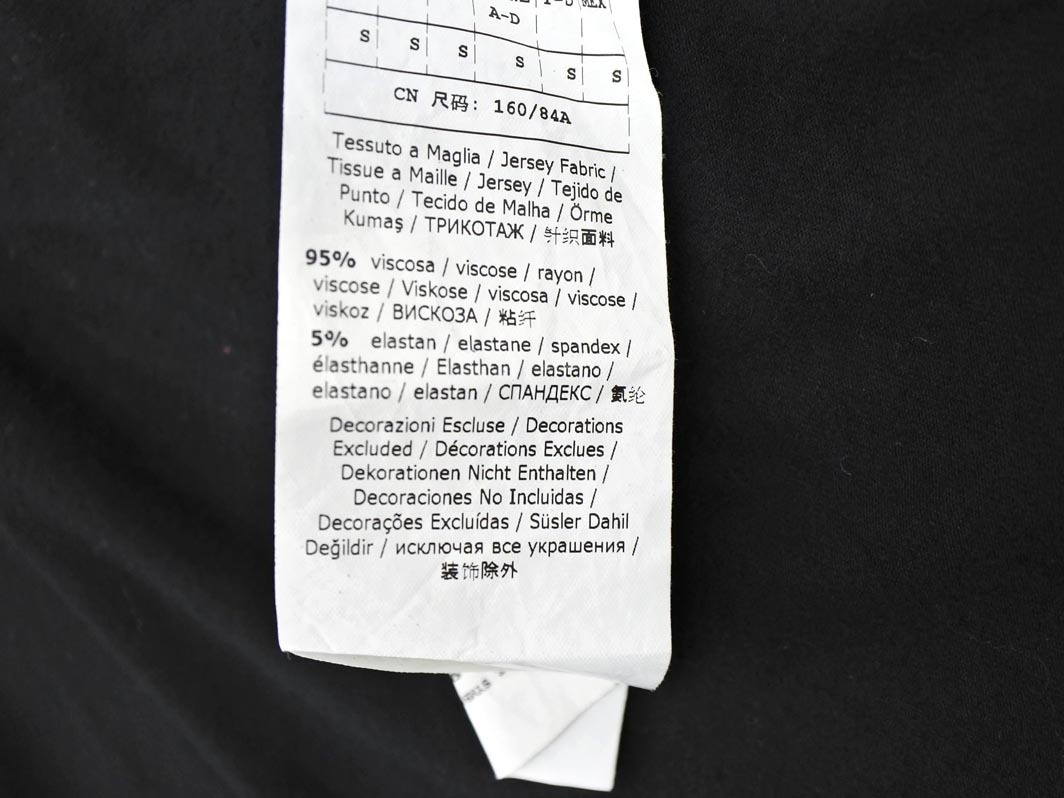 A-D
S S S S S S
CN 尺码: 160/84A
Tessuto a Maglia / Jersey Fabric /
Tissue a Maille / Jersey / Tejido de
Punto / Tecido de Malha / Örme
Kumaş / ТРИКОТАЖ / 针织面料
95% viscosa / viscose / rayon /
viscose / Viskose / viscosa / viscose /
viskoz / ВИСКОЗА / 粘纤
5% elastan / elastane / spandex /
élasthanne / Elasthan / elastano /
elastano / elastan / СПАНДЕКС / 氨纶
Decorazioni Escluse / Decorations
Excluded / Décorations Exclues /
Dekorationen Nicht Enthalten /
Decoraciones No Incluidas /
Decorações Excluídas / Süsler Dahil
Değildir / исключая все украшения /
装饰除外